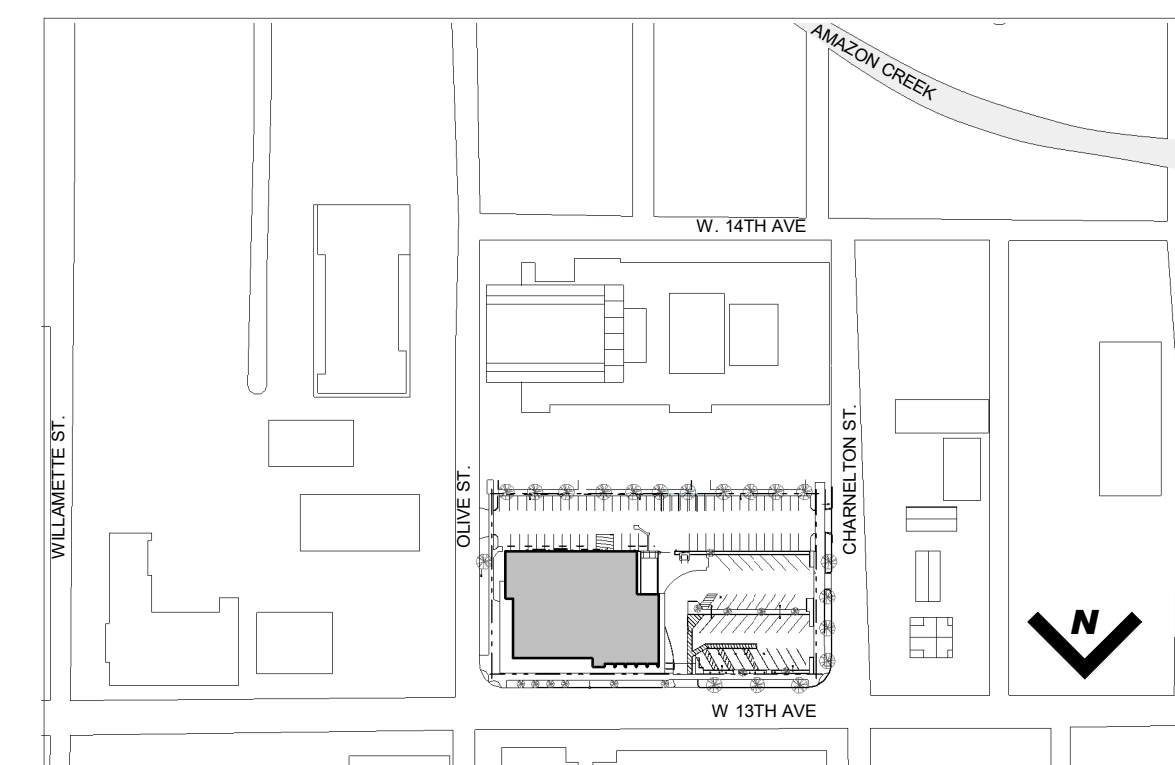 AMAZON CREEK
W. 14TH AVE
WILLAMETTE ST.
OLIVE ST.
CHARNELTON ST.
N
W 13TH AVE